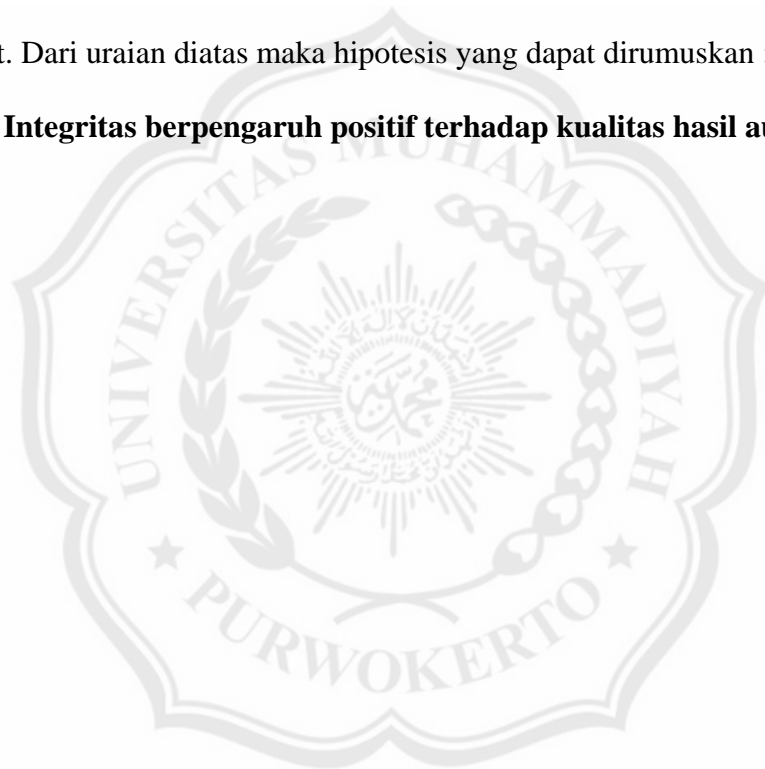 t. Dari uraian diatas maka hipotesis yang dapat dirumuskan
Integritas berpengaruh positif terhadap kualitas hasil au
UNIVERSITAS MUHAMMADIYAH
PURWOKERTO